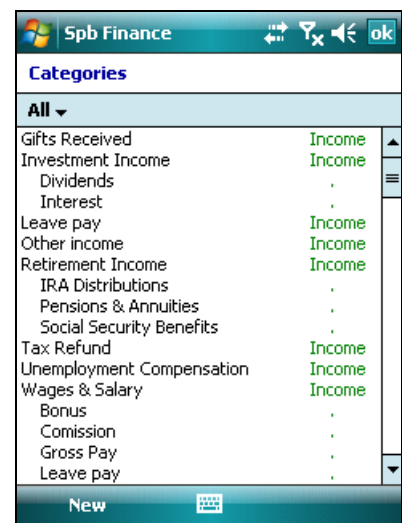 Spb Finance ok
Categories
All
Gifts Received Income
Investment Income Income
Dividends .
Interest .
Leave pay Income
Other income Income
Retirement Income Income
IRA Distributions .
Pensions & Annuities .
Social Security Benefits .
Tax Refund Income
Unemployment Compensation Income
Wages & Salary Income
Bonus .
Comission .
Gross Pay .
Leave pay .
New